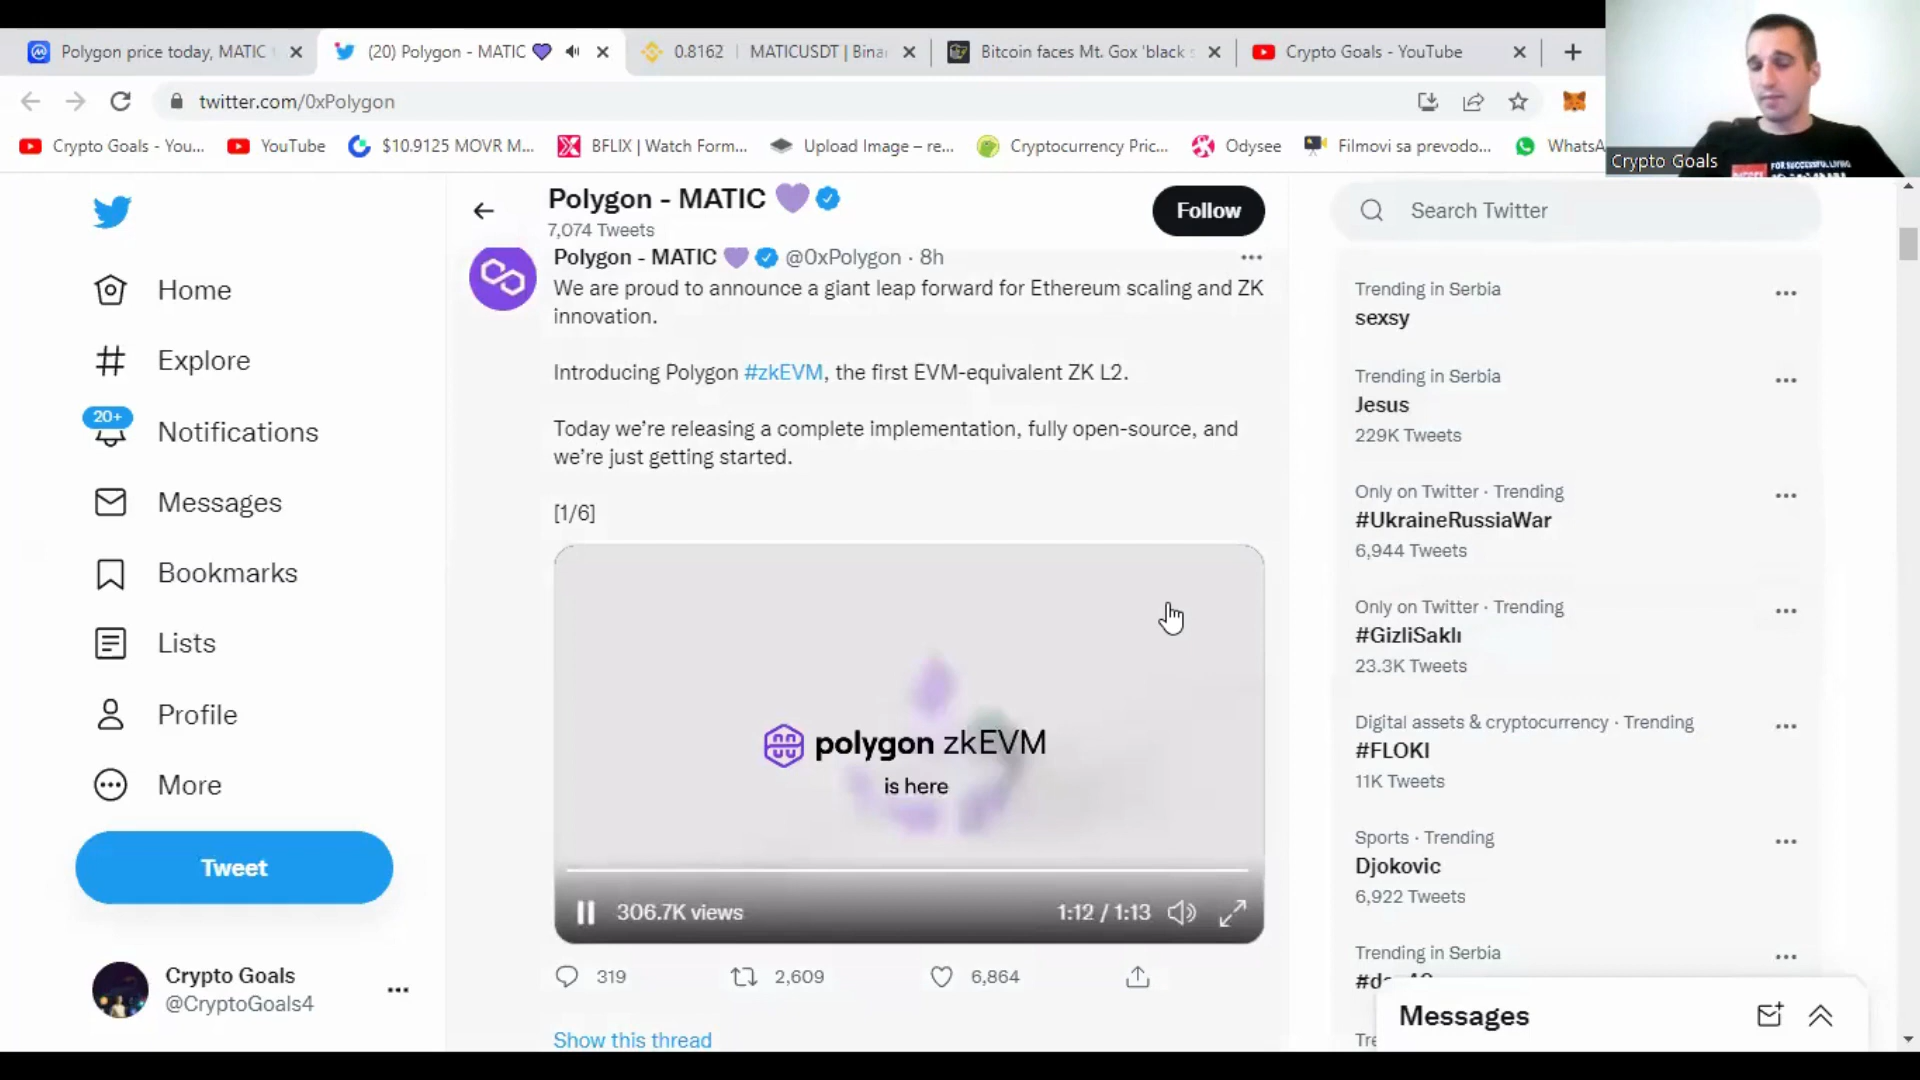 Polygon price today, MATIC
(20) Polygon - MATIC
0.8162 | MATICUSDT | Bina
Bitcoin faces Mt. Gox 'black s
Crypto Goals - YouTube
twitter.com/0xPolygon
Crypto Goals - You...
YouTube
$10.9125 MOVR M...
BFLIX | Watch Form...
Upload Image – re...
Cryptocurrency Pric...
Odysee
Filmovi sa prevodo...
WhatsA
Crypto Goals
FOR SUCCESSFUL LIVING
Home
Explore
20+
Notifications
Messages
Bookmarks
Lists
Profile
More
Tweet
Crypto Goals
@CryptoGoals4
Polygon - MATIC 💜
7,074 Tweets
Follow
Polygon - MATIC 💜 @0xPolygon · 8h
We are proud to announce a giant leap forward for Ethereum scaling and ZK
innovation.
Introducing Polygon #zkEVM, the first EVM-equivalent ZK L2.
Today we're releasing a complete implementation, fully open-source, and
we're just getting started.
[1/6]
polygon zkEVM
is here
306.7K views
1:12 / 1:13
319
2,609
6,864
Show this thread
Search Twitter
Trending in Serbia
sexsy
Trending in Serbia
Jesus
229K Tweets
Only on Twitter · Trending
#UkraineRussiaWar
6,944 Tweets
Only on Twitter · Trending
#GizliSaklı
23.3K Tweets
Digital assets & cryptocurrency · Trending
#FLOKI
11K Tweets
Sports · Trending
Djokovic
6,922 Tweets
Trending in Serbia
Messages